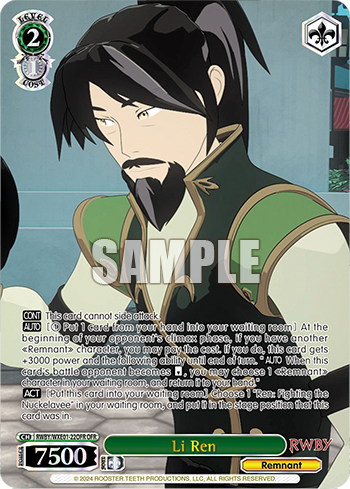 LEVEL
2
1
COST
SAMPLE
CONT This card cannot side attack.
AUTO [① Put 1 card from your hand into your waiting room] At the
beginning of your opponent's climax phase, if you have another
«Remnant» character, you may pay the cost. If you do, this card gets
+3000 power and the following ability until end of turn. "AUTO When this
card's battle opponent becomes, you may choose 1 «Remnant»
character in your waiting room, and return it to your hand."
ACT [Put this card into your waiting room] Choose 1 "Ren: Fighting the
Nuckelavee" in your waiting room, and put it in the stage position that this
card was in.
RWBY/WXE01-22OFR OFR
Li Ren
RWBY
POWER
7500
Remnant
© 2024 ROOSTER TEETH PRODUCTIONS, LLC, ALL RIGHTS RESERVED.